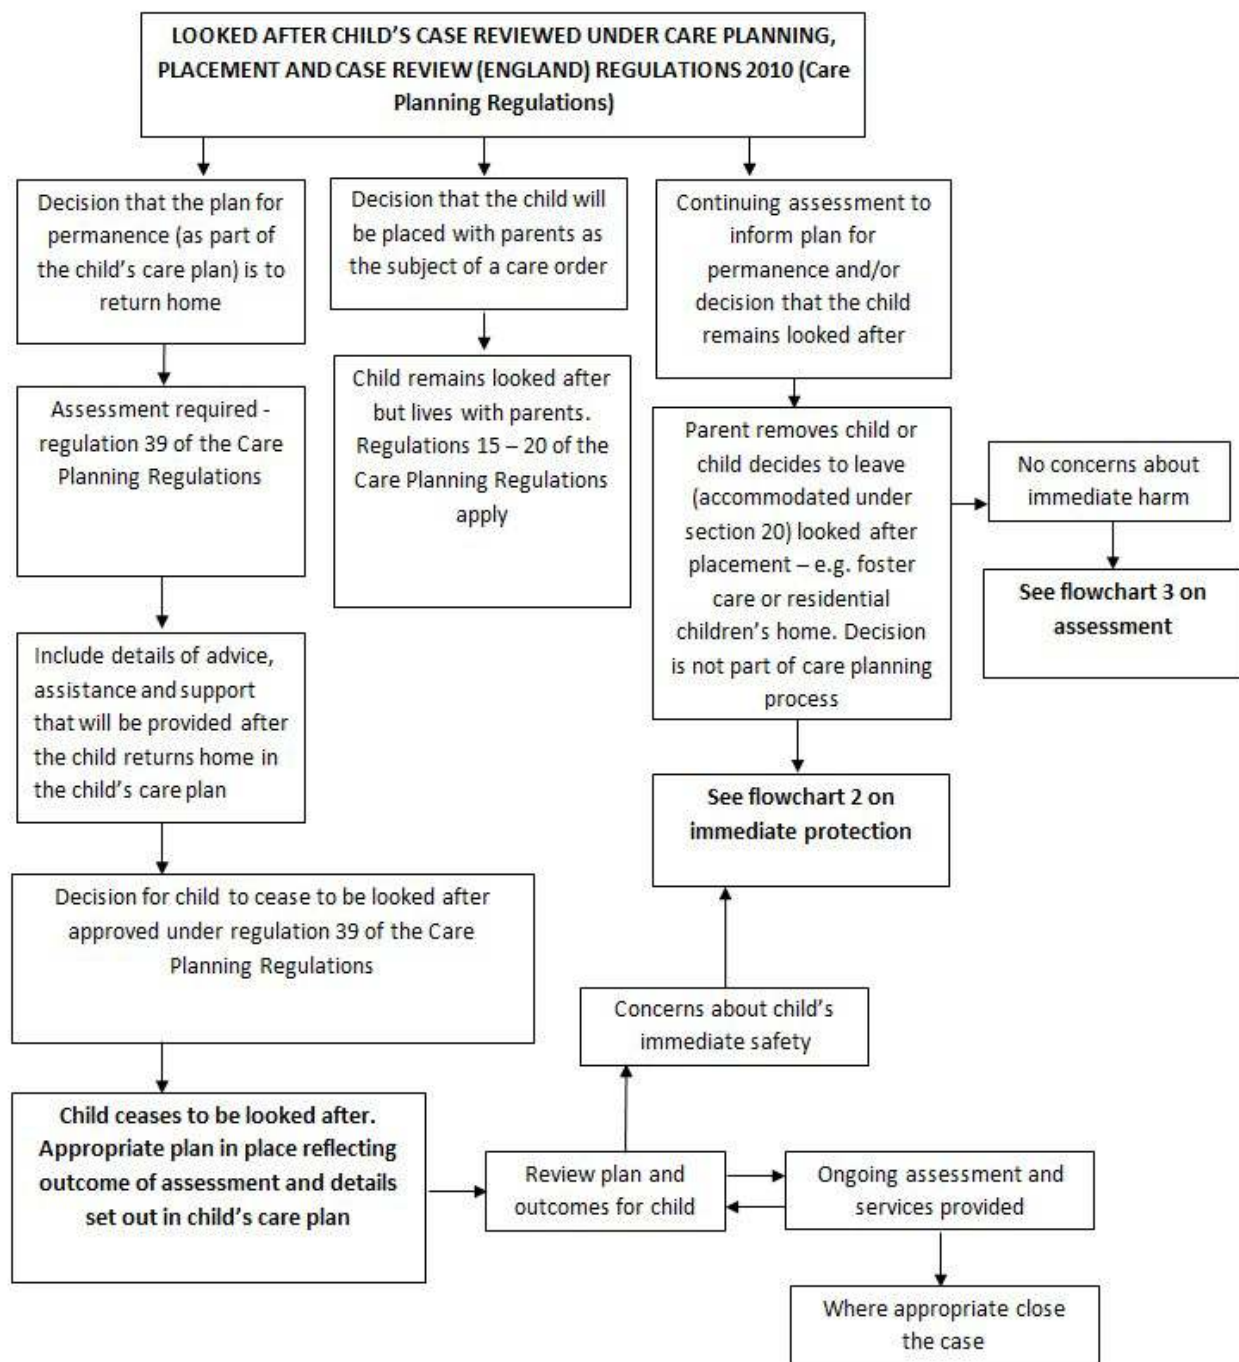 LOOKED AFTER CHILD’S CASE REVIEWED UNDER CARE PLANNING,
PLACEMENT AND CASE REVIEW (ENGLAND) REGULATIONS 2010 (Care
Planning Regulations)
Decision that the plan for
permanence (as part of
the child’s care plan) is to
return home
Decision that the child will
be placed with parents as
the subject of a care order
Continuing assessment to
inform plan for
permanence and/or
decision that the child
remains looked after
Assessment required -
regulation 39 of the Care
Planning Regulations
Child remains looked after
but lives with parents.
Regulations 15 – 20 of the
Care Planning Regulations
apply
Parent removes child or
child decides to leave
(accommodated under
section 20) looked after
placement – e.g. foster
care or residential
children’s home. Decision
is not part of care planning
process
No concerns about
immediate harm
See flowchart 3 on
assessment
Include details of advice,
assistance and support
that will be provided after
the child returns home in
the child’s care plan
See flowchart 2 on
immediate protection
Decision for child to cease to be looked after
approved under regulation 39 of the Care
Planning Regulations
Concerns about child’s
immediate safety
Child ceases to be looked after.
Appropriate plan in place reflecting
outcome of assessment and details
set out in child’s care plan
Review plan and
outcomes for child
Ongoing assessment and
services provided
Where appropriate close
the case